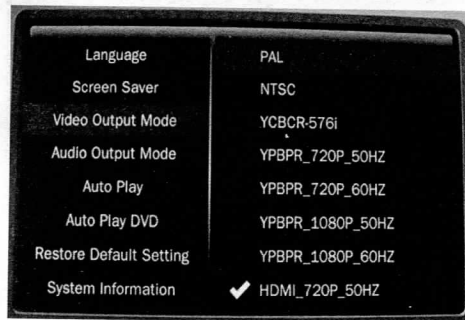 Language
Screen Saver
Video Output Mode
Audio Output Mode
Auto Play
Auto Play DVD
Restore Default Setting
System Information
PAL
NTSC
YCBCR-576i
YPBPR_720P_50HZ
YPBPR_720P_60HZ
YPBPR_1080P_50HZ
YPBPR_1080P_60HZ
HDMI_720P_50HZ